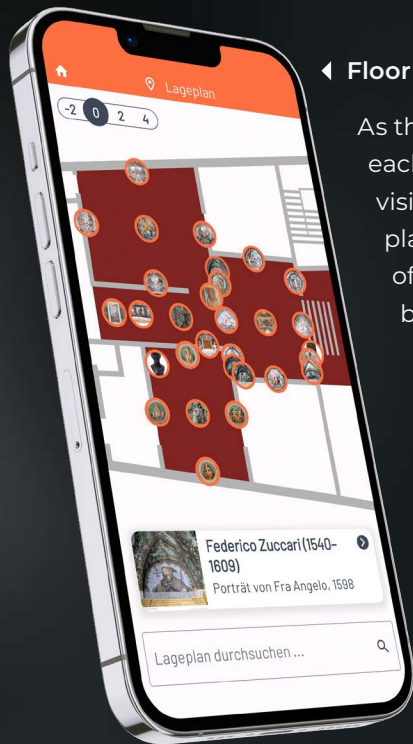 Lageplan
-2 0 2 4
Federico Zuccari (1540–
1609)
Porträt von Fra Angelo, 1598
Lageplan durchsuchen ...
Floor
As th
each
visi
pla
of
b